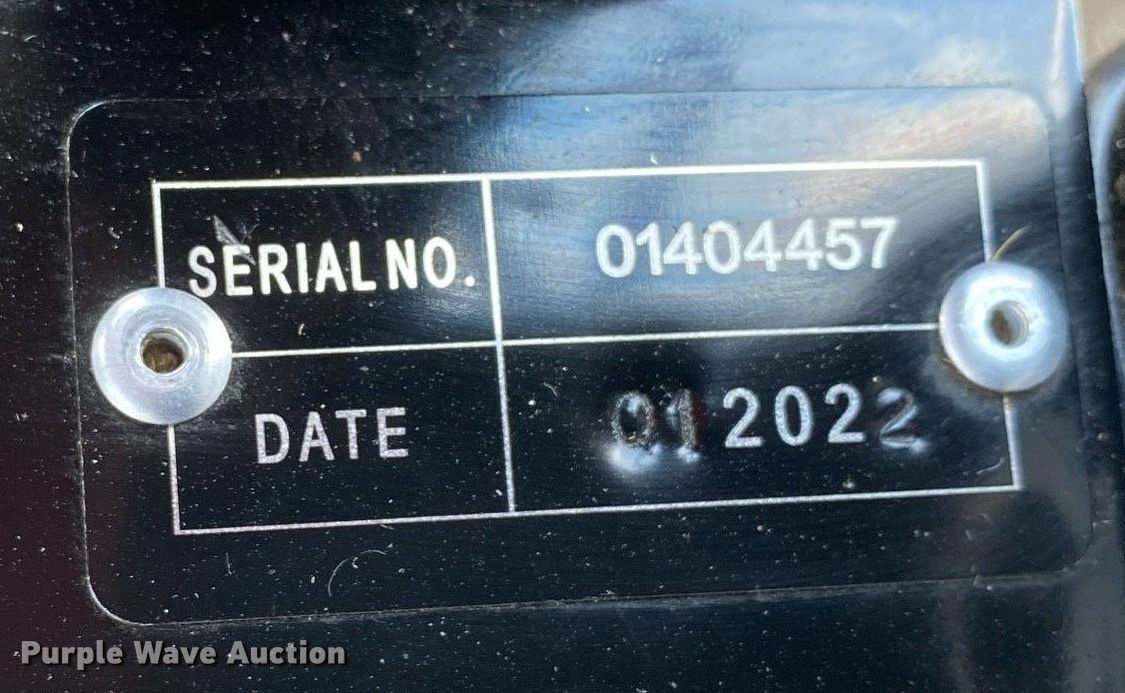 SERIAL NO. 01404457
DATE 01 2022
Purple Wave Auction